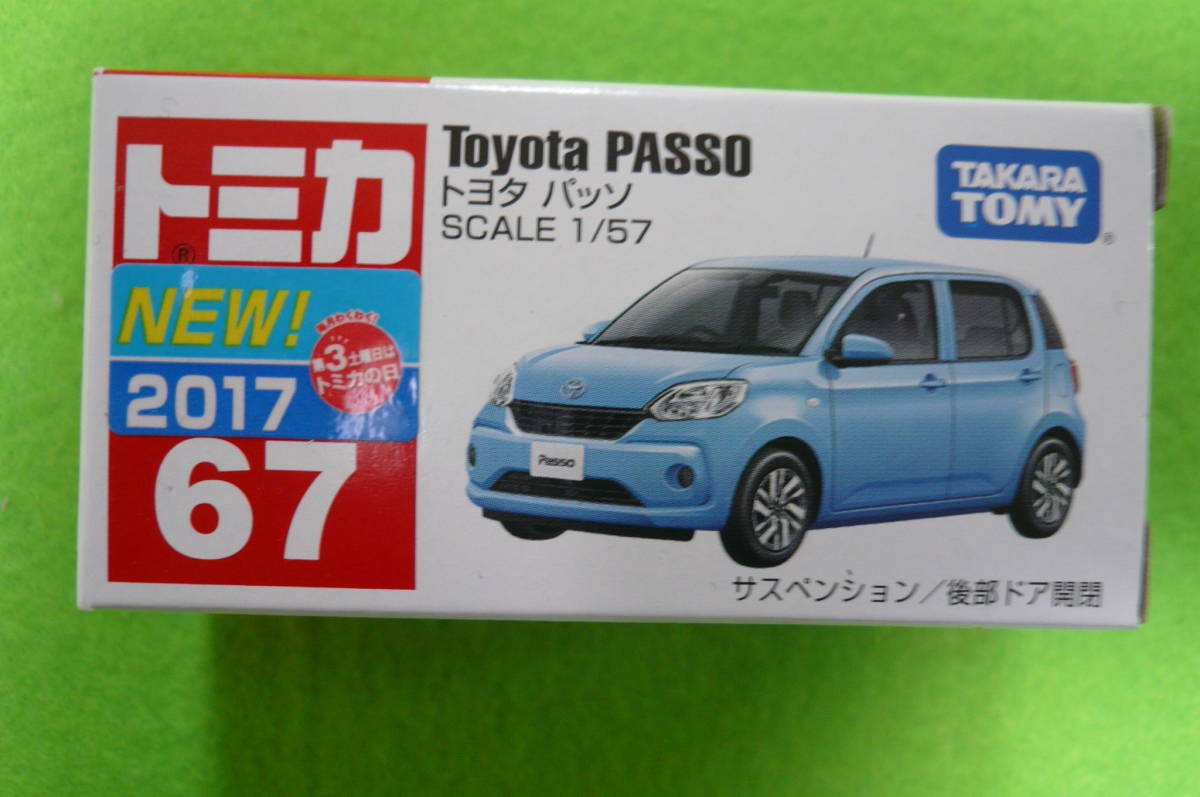 トミカ
®
NEW!
2017
毎月わくわく!
第3土曜日は
トミカの日
67
Toyota PASSO
トヨタ パッソ
SCALE 1/57
TAKARA
TOMY
®
Passo
サスペンション/後部ドア開閉